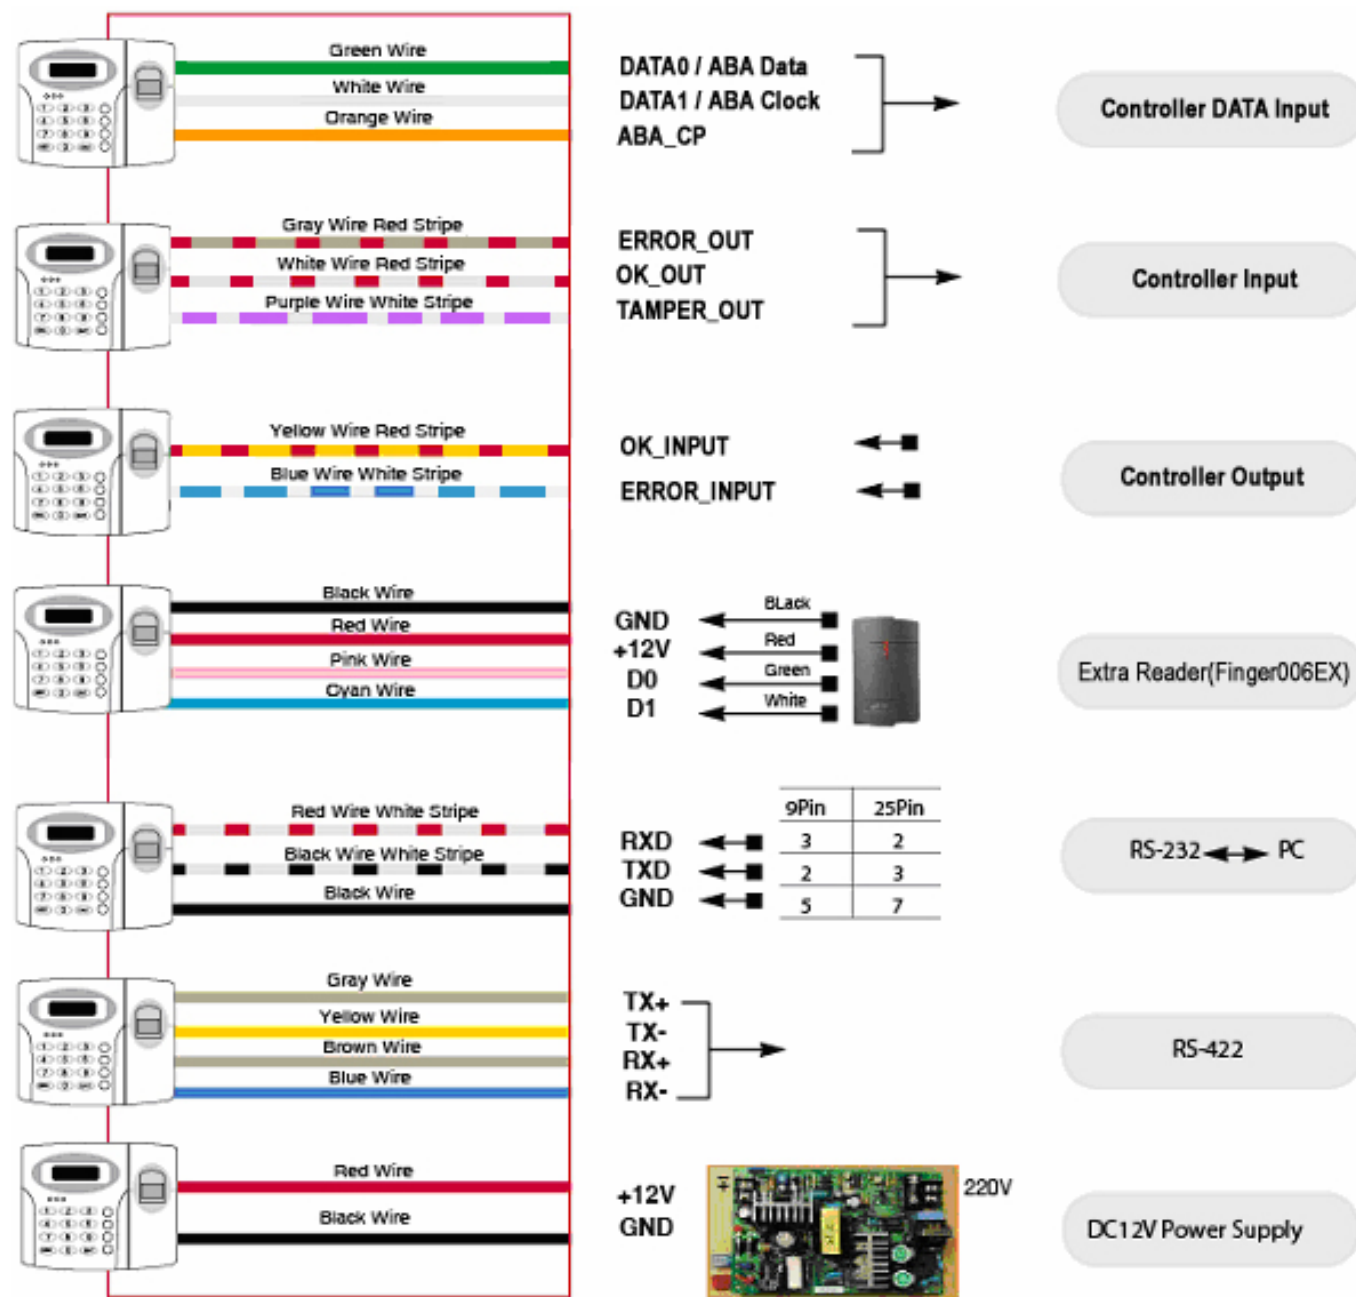 Green Wire
White Wire
Orange Wire
DATA0 / ABA Data
DATA1 / ABA Clock
ABA_CP
Controller DATA Input
Gray Wire Red Stripe
White Wire Red Stripe
Purple Wire White Stripe
ERROR_OUT
OK_OUT
TAMPER_OUT
Controller Input
Yellow Wire Red Stripe
Blue Wire White Stripe
OK_INPUT
ERROR_INPUT
Controller Output
Black Wire
Red Wire
Pink Wire
Cyan Wire
GND
+12V
D0
D1
BLack
Red
Green
White
Extra Reader(Finger006EX)
Red Wire White Stripe
Black Wire White Stripe
Black Wire
RXD
TXD
GND
9Pin 25Pin
3 2
2 3
5 7
RS-232 PC
Gray Wire
Yellow Wire
Brown Wire
Blue Wire
TX+
TX-
RX+
RX-
RS-422
Red Wire
Black Wire
+12V
GND
220V
DC12V Power Supply